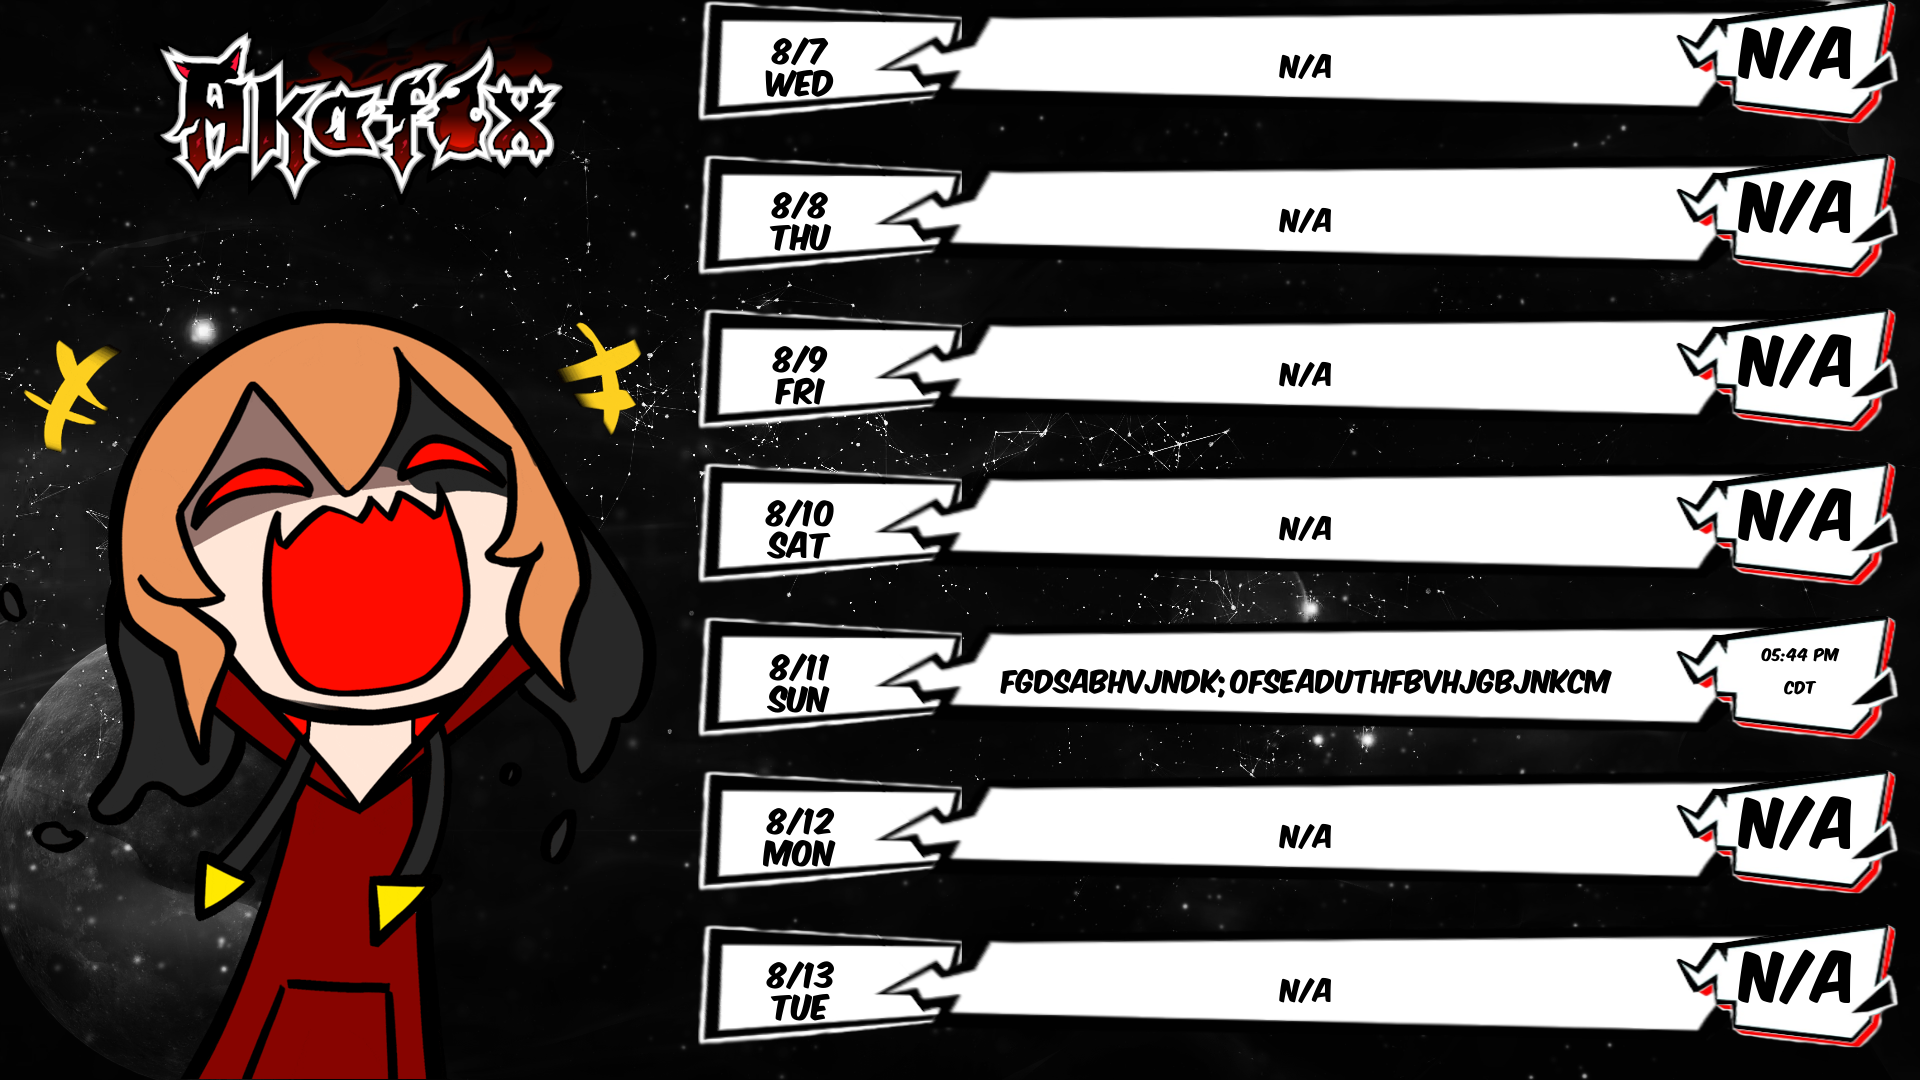 Akafox
8/7
WED
N/A
N/A
8/8
THU
N/A
N/A
8/9
FRI
N/A
N/A
8/10
SAT
N/A
N/A
8/11
SUN
FGDSABHVJNDK; OFSEADUTHFBVHJGBJNKCM
05:44 PM
CDT
8/12
MON
N/A
N/A
8/13
TUE
N/A
N/A